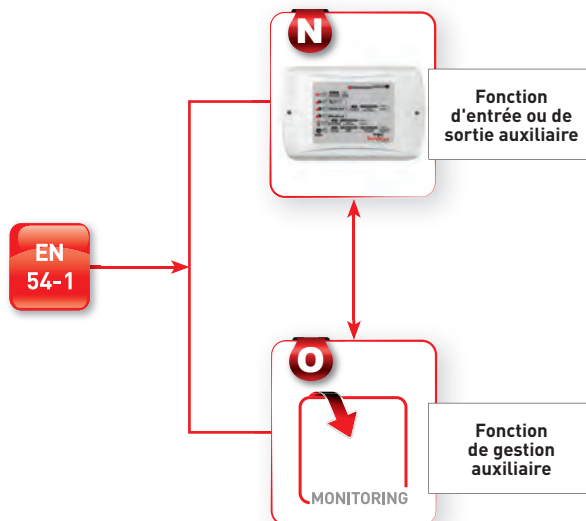 N
Fonction
d'entrée ou de
sortie auxiliaire
EN
54-1
O
Fonction
de gestion
auxiliaire
MONITORING